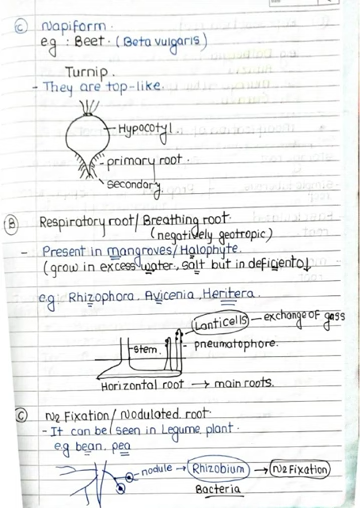 C Napiform.
eg : Beet. (Beta vulgaris)
Turnip.
- They are top-like
Hypocotyl.
primary root.
secondary.
B Respiratory root/ Breathing root.
(negatively geotropic)
- Present in mangroves/ Halophyte.
(grow in excess water, salt but in deficient O₂)
e.g Rhizophora, Avicenia, Heritera.
Lanticells — exchange of gass
stem. pneumatophore.
Horizontal root → main roots.
C N2 Fixation/ Nodulated root.
- It can be seen in Legume plant.
e.g bean, pea
nodule → Rhizobium → N2 Fixation
Bacteria